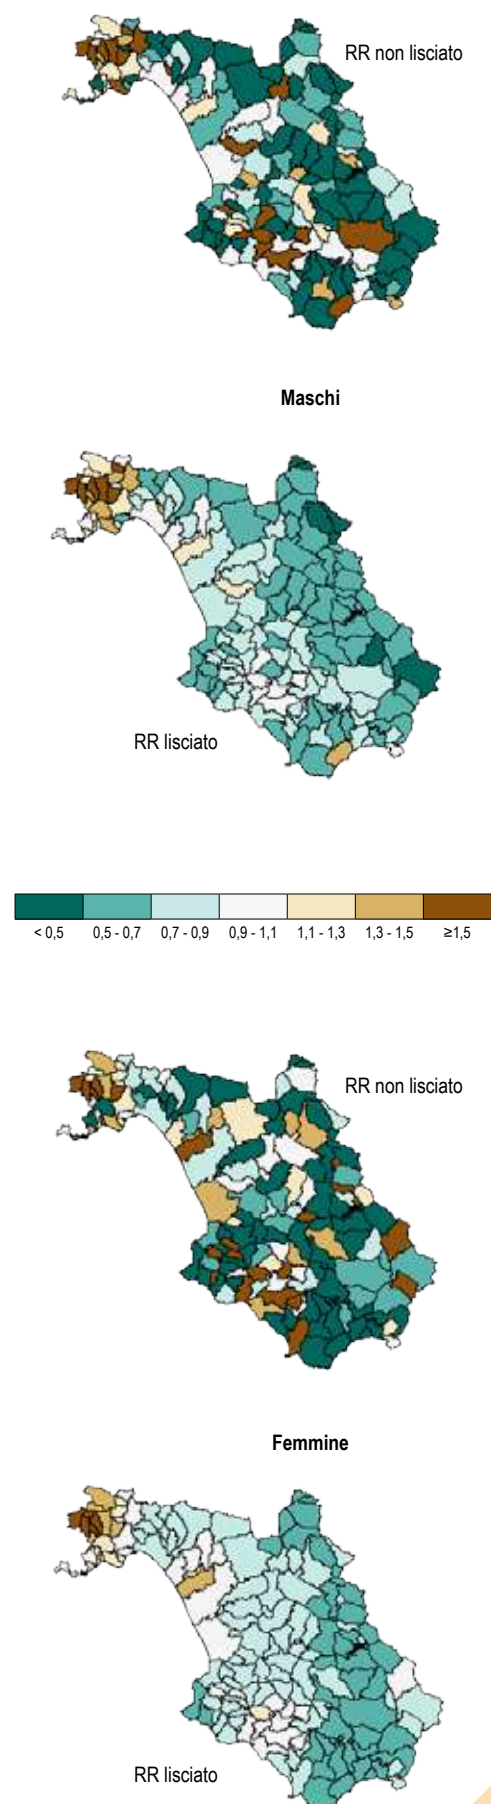 RR non lisciato
Maschi
RR lisciato
< 0,5 0,5 - 0,7 0,7 - 0,9 0,9 - 1,1 1,1 - 1,3 1,3 - 1,5 ≥1,5
RR non lisciato
Femmine
RR lisciato